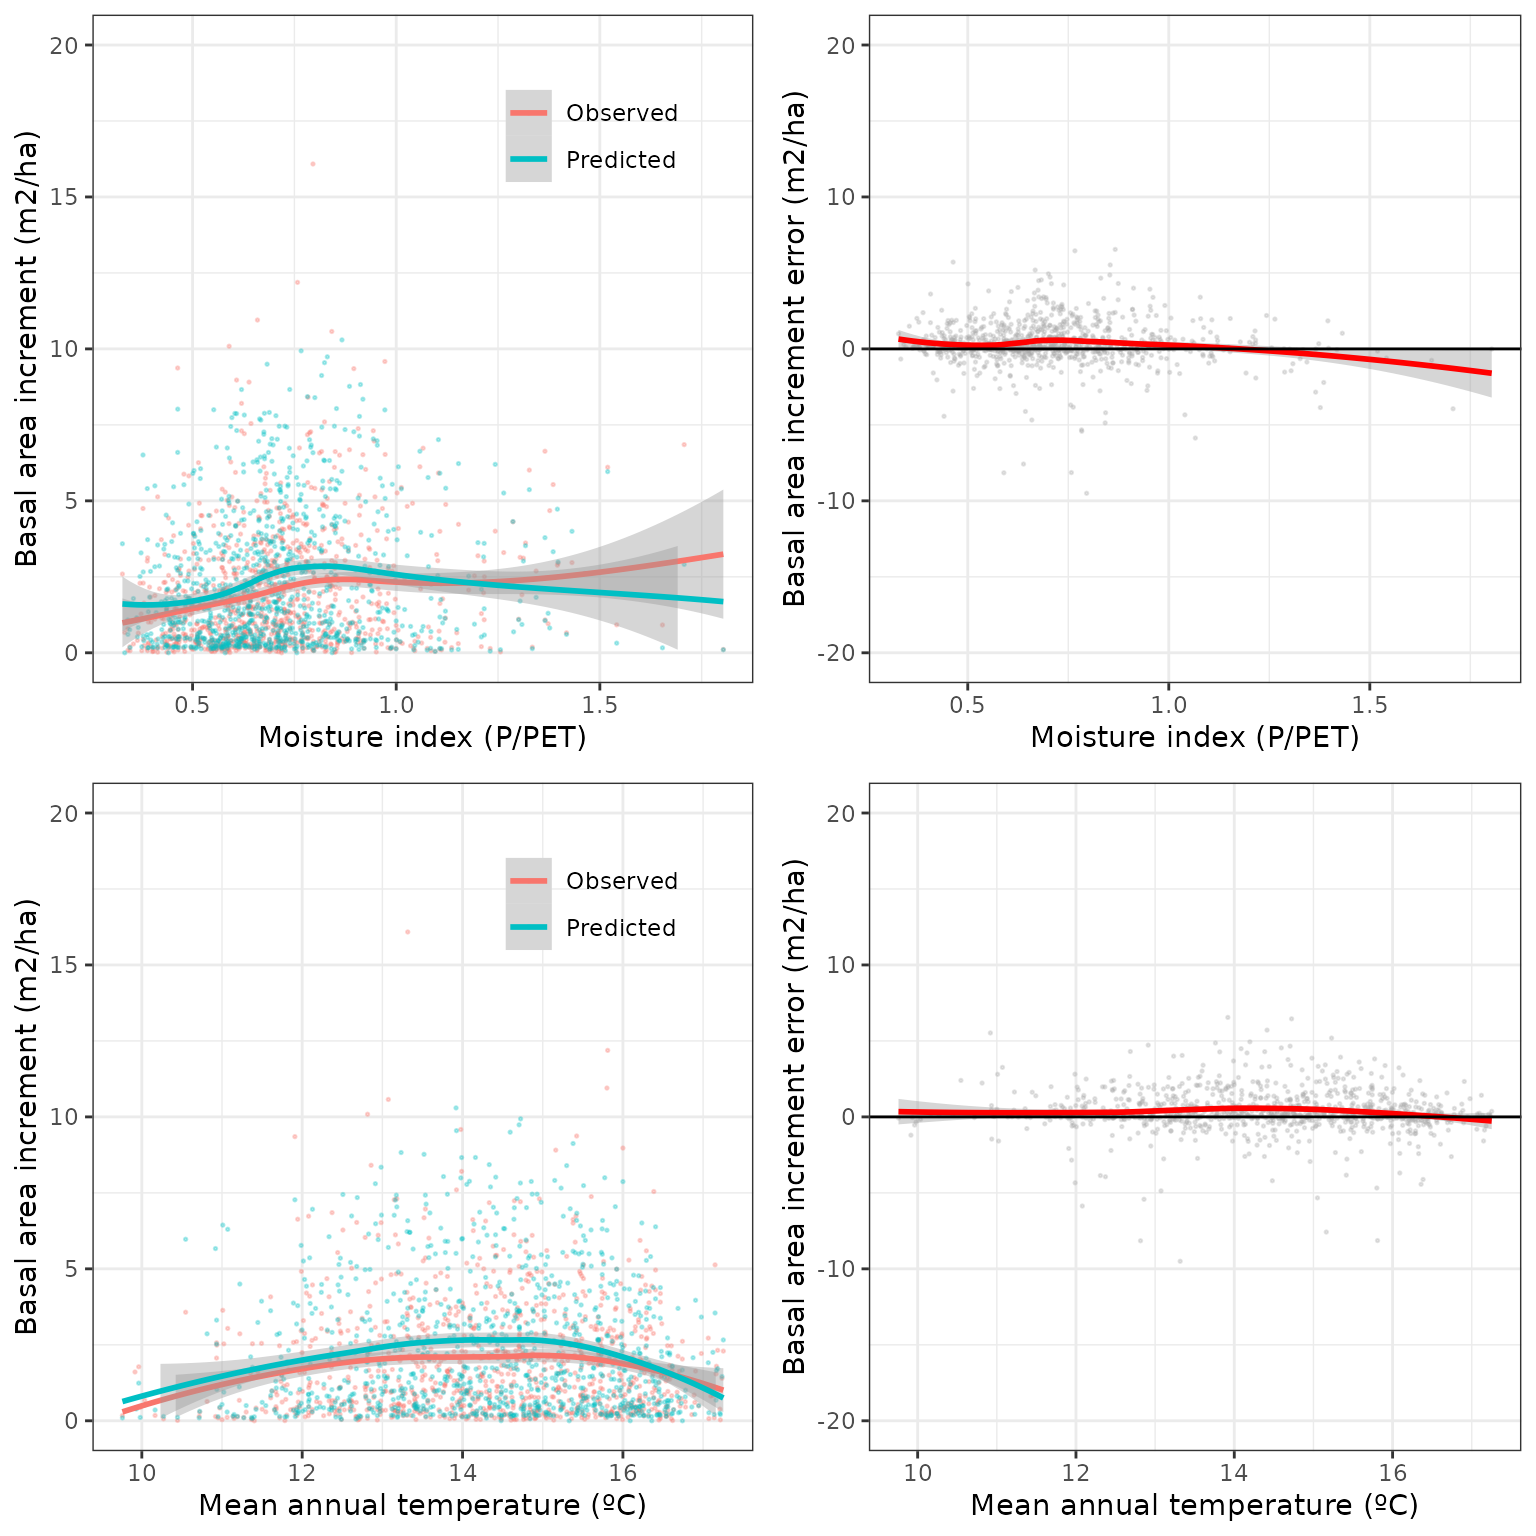 Basal area increment (m2/ha)
20
15
10
5
0
Observed
Predicted
0.5
1.0
1.5
Moisture index (P/PET)
Basal area increment error (m2/ha)
20
10
0
-10
-20
0.5
1.0
1.5
Moisture index (P/PET)
Basal area increment (m2/ha)
20
15
10
5
0
Observed
Predicted
10
12
14
16
Mean annual temperature (ºC)
Basal area increment error (m2/ha)
20
10
0
-10
-20
10
12
14
16
Mean annual temperature (ºC)